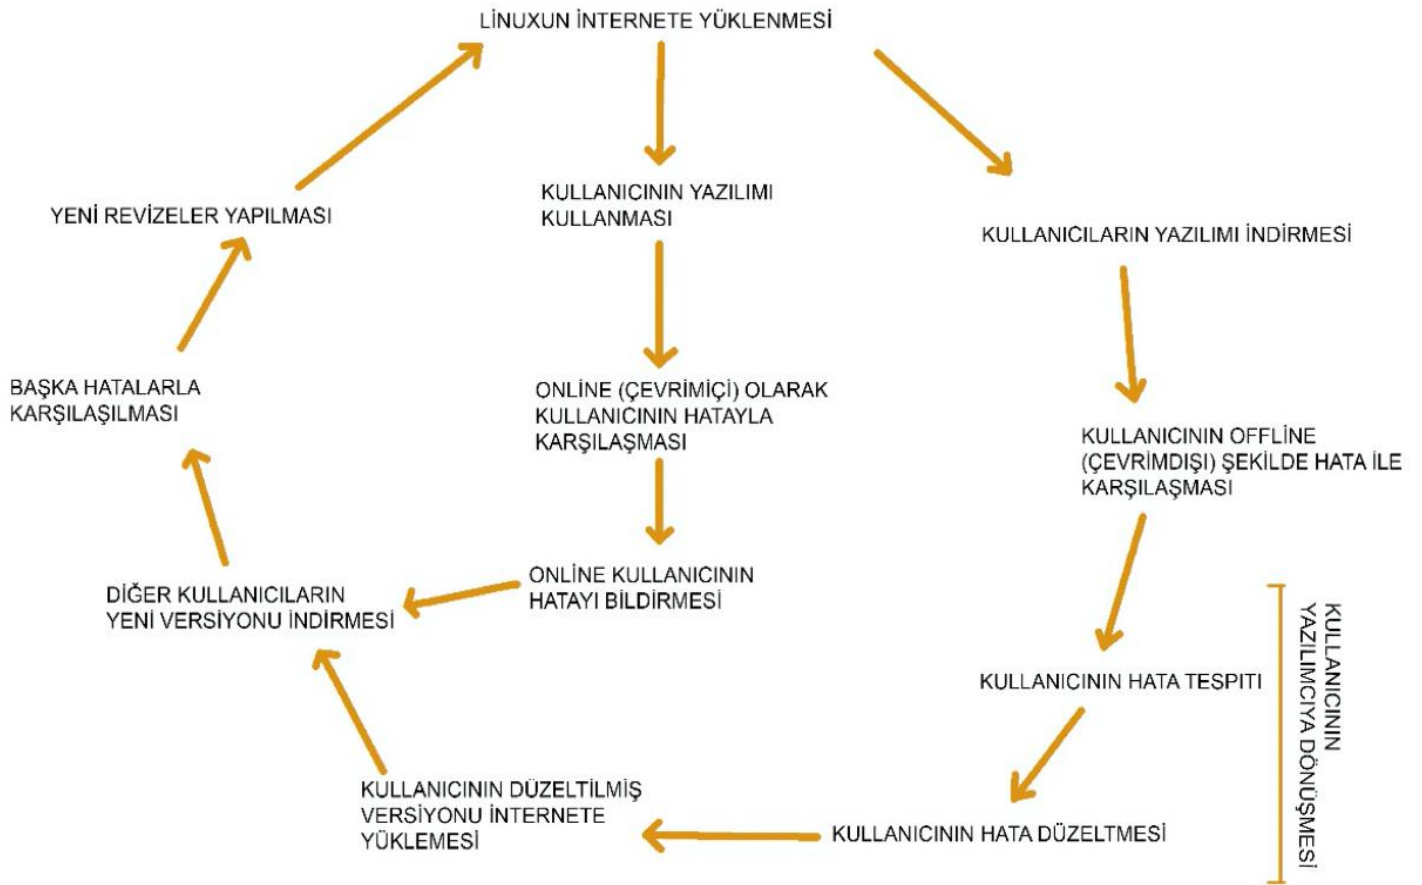 LİNUXUN İNTERNETE YÜKLENMESİ
KULLANICININ YAZILIMI
KULLANMASI
ONLİNE (ÇEVRİMİÇİ) OLARAK
KULLANICININ HATAYLA
KARŞILAŞMASI
ONLİNE KULLANICININ
HATAYI BİLDİRMESİ
KULLANICILARIN YAZILIMI İNDİRMESİ
KULLANICININ OFFLİNE
(ÇEVRİMDIŞI) ŞEKİLDE HATA İLE
KARŞILAŞMASI
KULLANICININ HATA TESPITI
KULLANICININ HATA DÜZELTMESİ
KULLANICININ
YAZILIMCIYA DÖNÜŞMESİ
KULLANICININ DÜZELTİLMİŞ
VERSİYONU İNTERNETE
YÜKLEMESİ
DİĞER KULLANICILARIN
YENİ VERSİYONU İNDİRMESİ
BAŞKA HATALARLA
KARŞILAŞILMASI
YENİ REVİZELER YAPILMASI